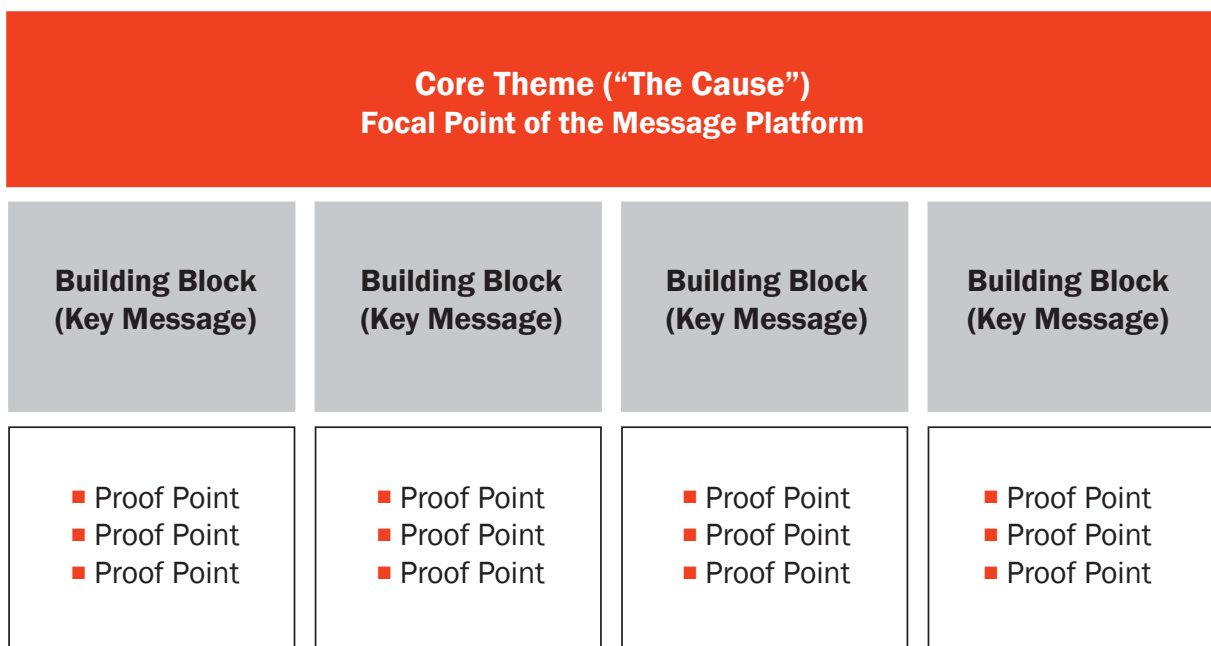 Core Theme (“The Cause”)
Focal Point of the Message Platform
Building Block
(Key Message)
Building Block
(Key Message)
Building Block
(Key Message)
Building Block
(Key Message)
■ Proof Point
■ Proof Point
■ Proof Point
■ Proof Point
■ Proof Point
■ Proof Point
■ Proof Point
■ Proof Point
■ Proof Point
■ Proof Point
■ Proof Point
■ Proof Point